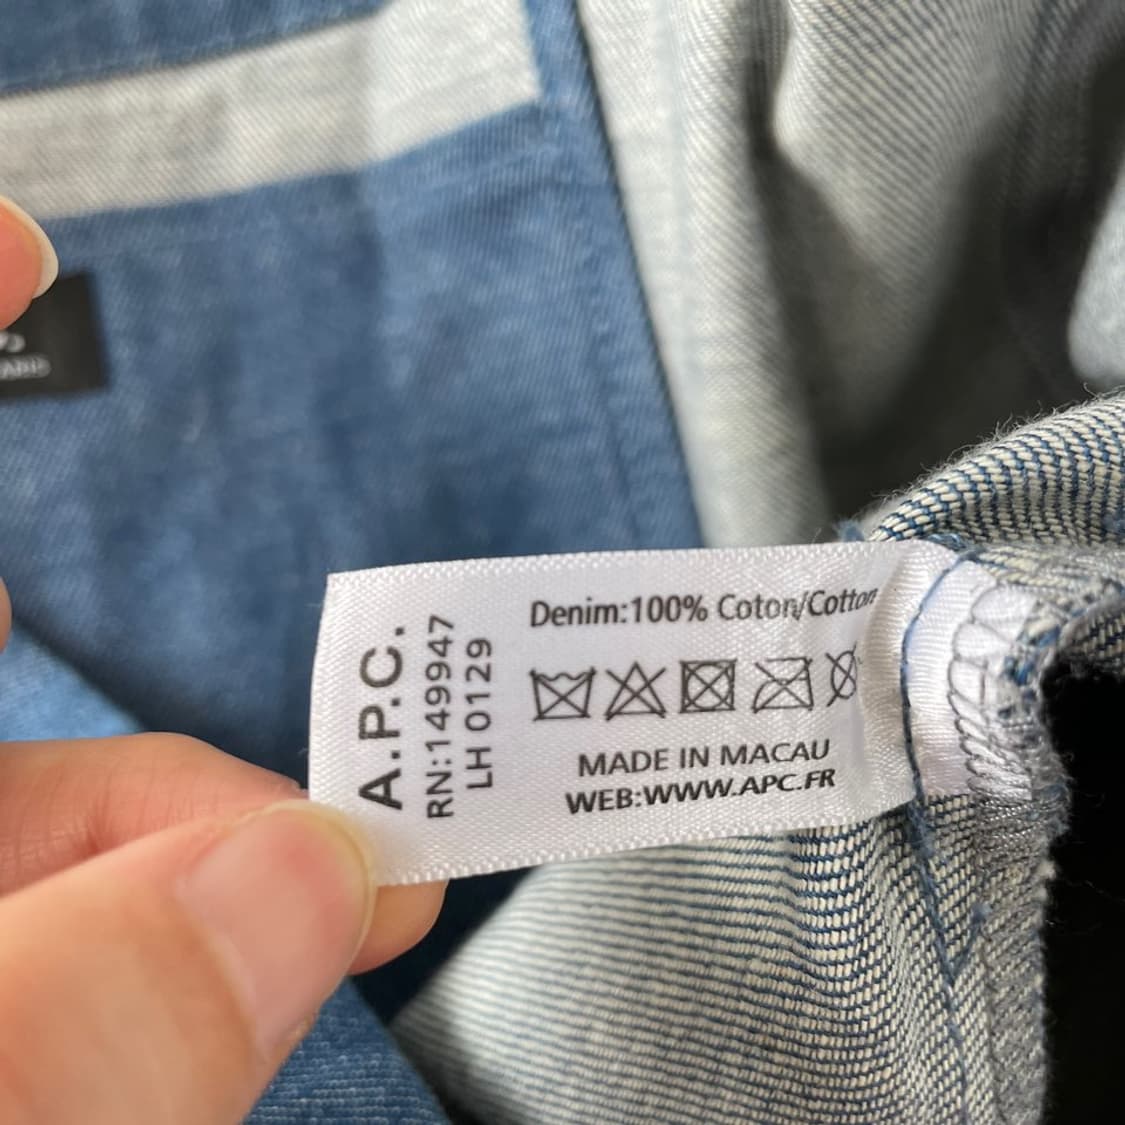 A.P.C.
RN:149947
LH 0129
Denim:100% Coton/Cotton
MADE IN MACAU
WEB:WWW.APC.FR